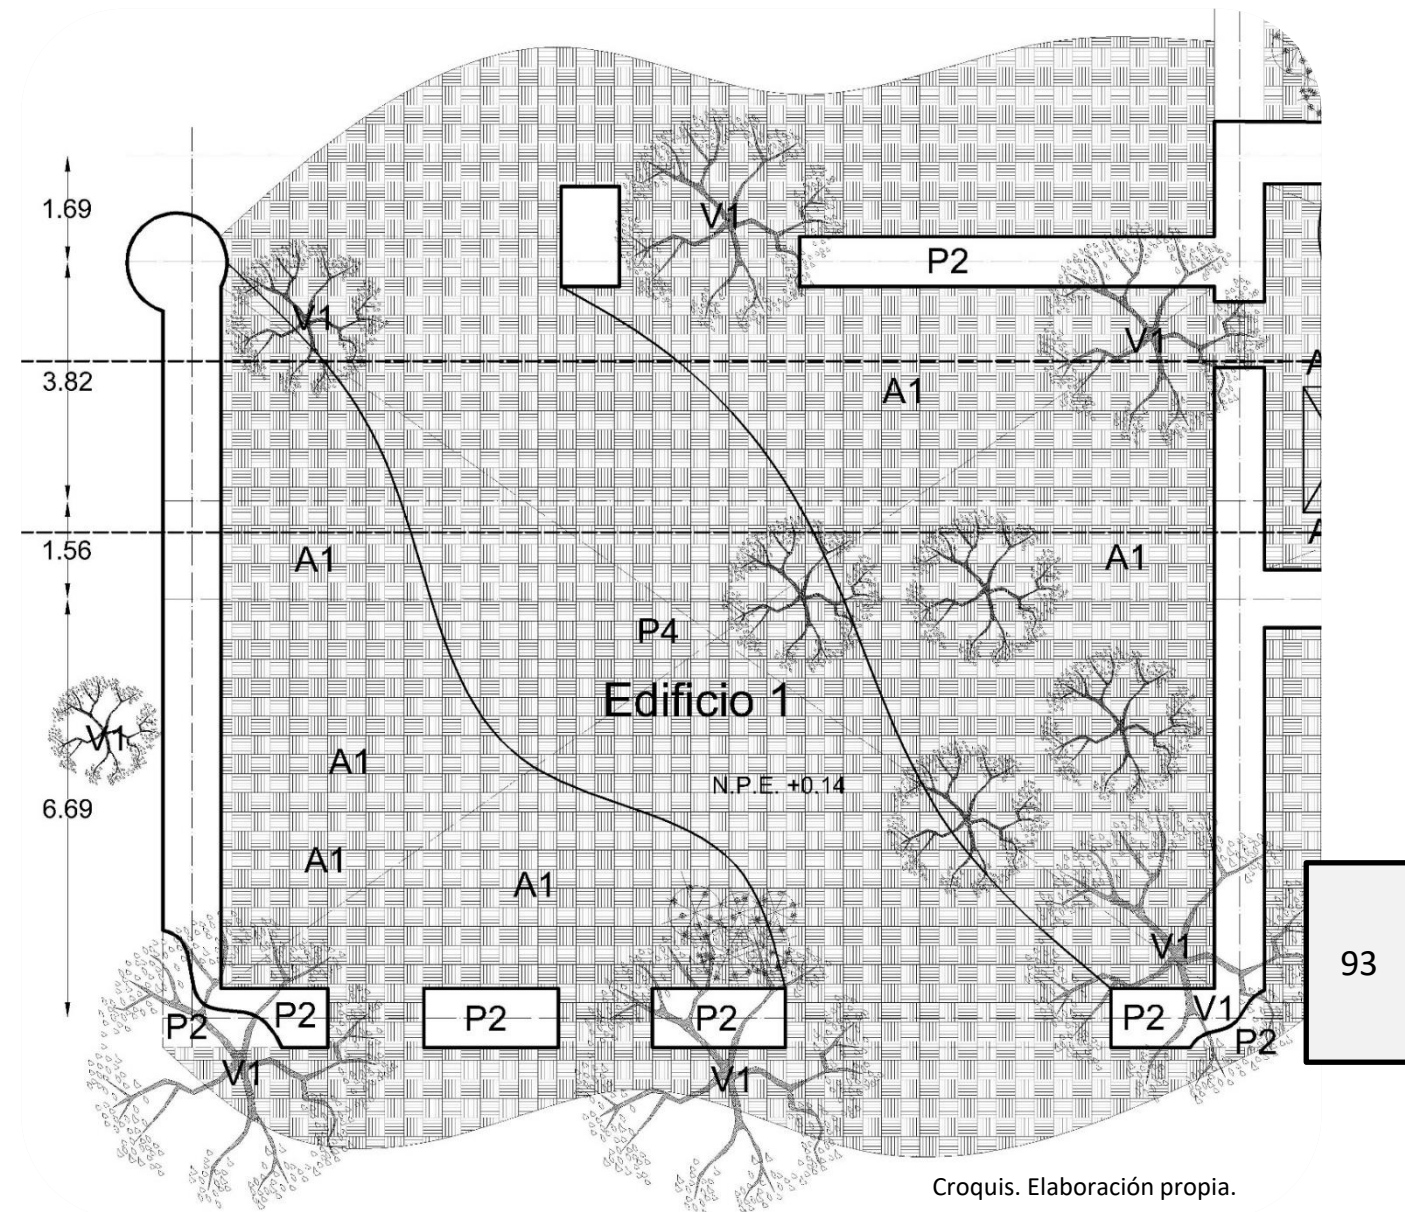 1.69
V1
P2
V1
V1
3.82
A1
A
1.56
A1
A1
A
P4
Edificio 1
V1
A1
N.P.E. +0.14
6.69
A1
A1
V1
93
P2
P2
P2
P2
P2
V1
P2
V1
V1
Croquis. Elaboración propia.